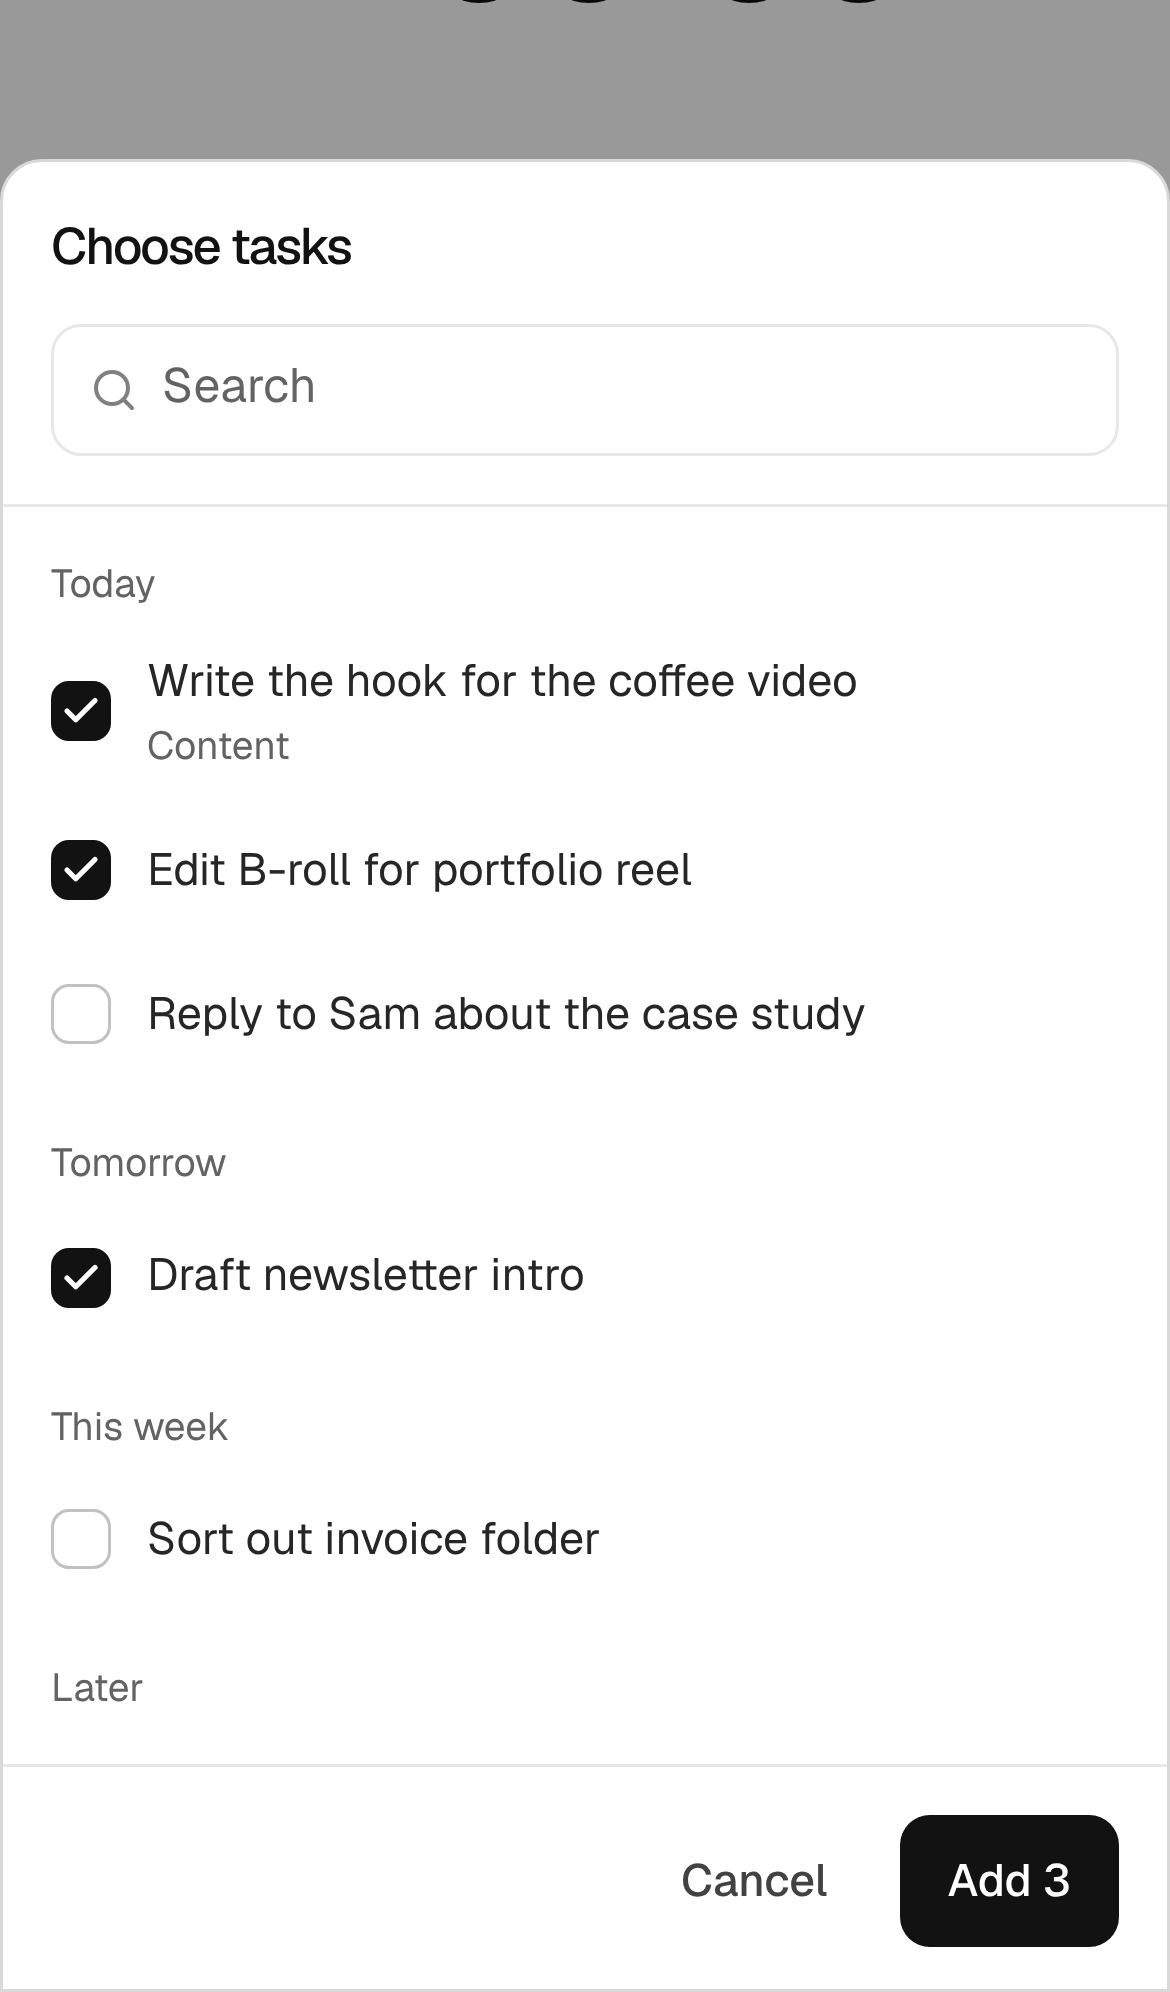 Choose tasks
Search
Today
Write the hook for the coffee video
Content
Edit B-roll for portfolio reel
Reply to Sam about the case study
Tomorrow
Draft newsletter intro
This week
Sort out invoice folder
Later
Cancel
Add 3